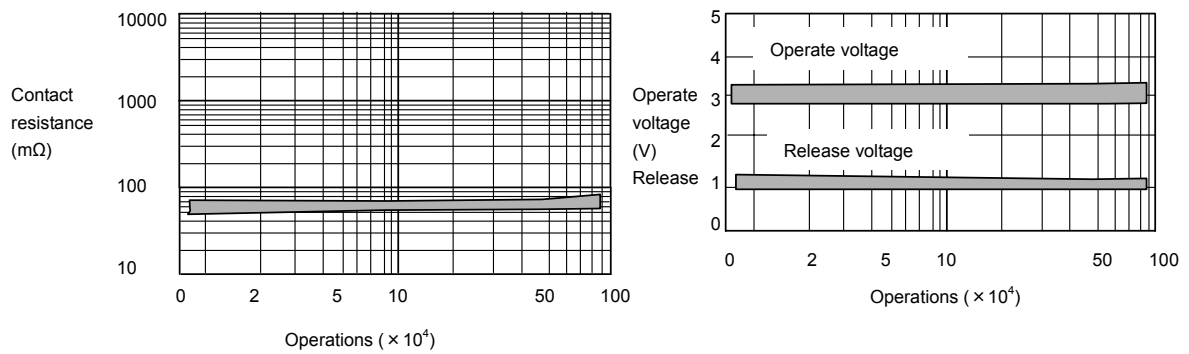 10000
1000
100
10
Contact
resistance
(mΩ)
0 2 5 10 50 100
Operations ( × 10⁴)
5
4
3
2
1
0
Operate
voltage
(V)
Release
Operate voltage
Release voltage
0 2 5 10 50 100
Operations ( × 10⁴)